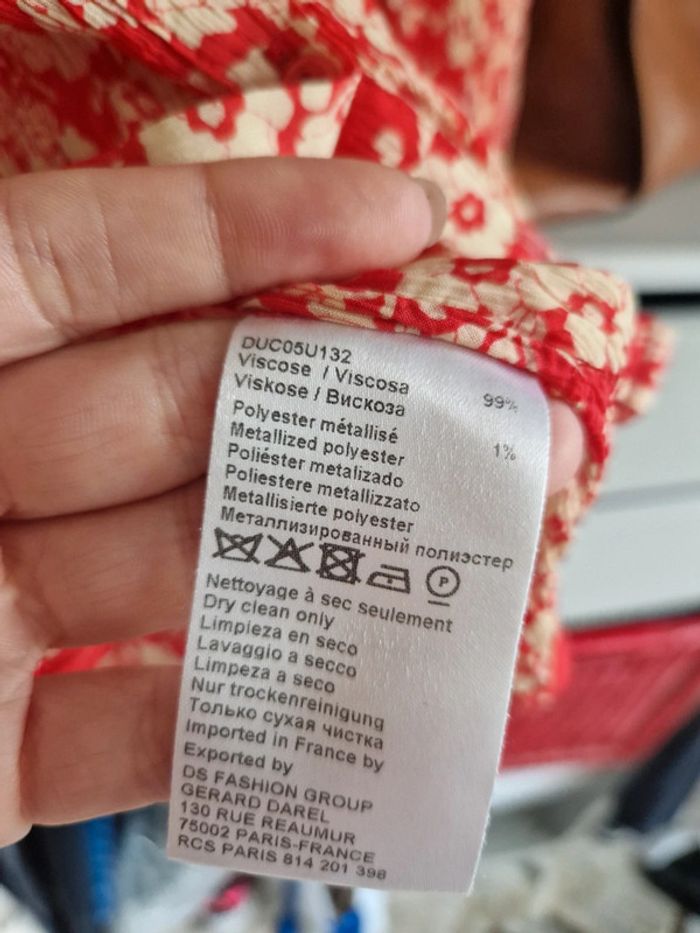 DUC05U132
Viscose / Viscosa 99%
Viskose / Вискоза
Polyester métallisé 1%
Metallized polyester
Poliéster metalizado
Poliestere metallizzato
Metallisierte polyester
Металлизированный полиэстер
P
Nettoyage à sec seulement
Dry clean only
Limpieza en seco
Lavaggio a secco
Limpeza a seco
Nur trockenreinigung
Только сухая чистка
Imported in France by
Exported by
DS FASHION GROUP
GERARD DAREL
130 RUE REAUMUR
75002 PARIS-FRANCE
RCS PARIS 814 201 398